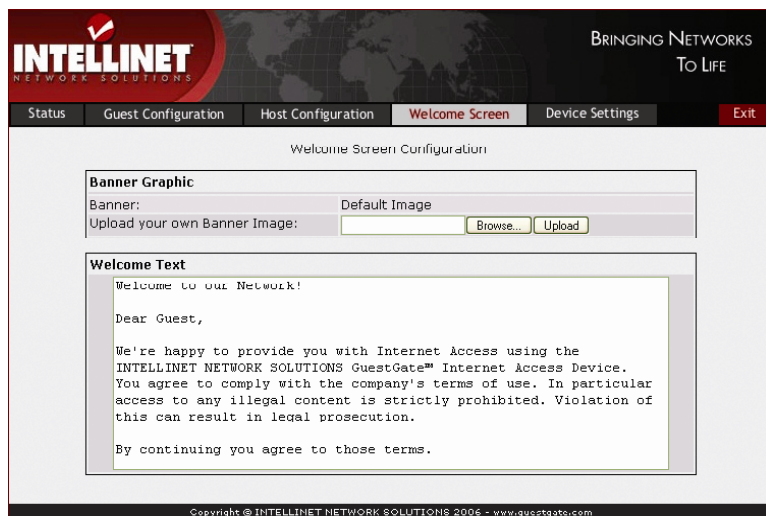 INTELLINET
NETWORK SOLUTIONS
BRINGING NETWORKS
TO LIFE
Status Guest Configuration Host Configuration Welcome Screen Device Settings Exit
Welcome Screen Configuration
Banner Graphic
Banner: Default Image
Upload your own Banner Image: Browse... Upload
Welcome Text
Welcome to our Network!
Dear Guest,
We're happy to provide you with Internet Access using the
INTELLINET NETWORK SOLUTIONS GuestGate™ Internet Access Device.
You agree to comply with the company's terms of use. In particular
access to any illegal content is strictly prohibited. Violation of
this can result in legal prosecution.
By continuing you agree to those terms.
Copyright © INTELLINET NETWORK SOLUTIONS 2006 - www.guestgate.com